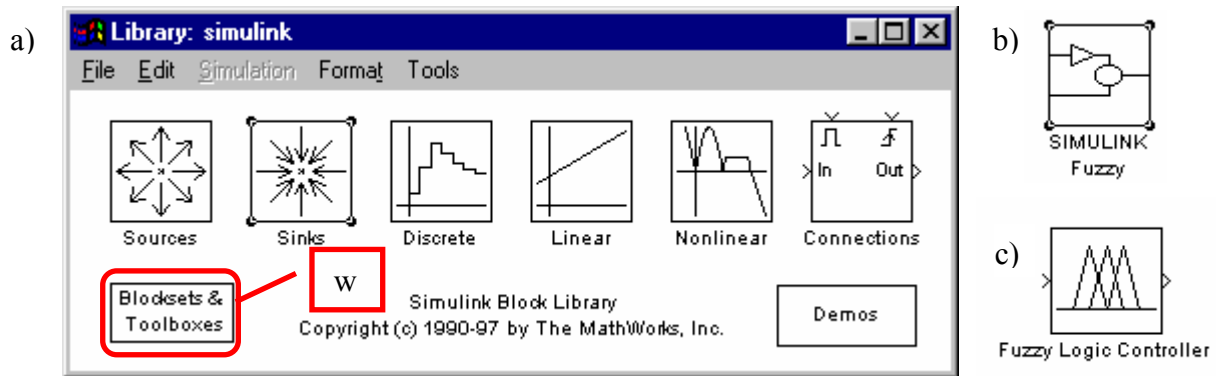 a)
Library: simulink
File Edit Simulation Format Tools
Sources
Sinks
Discrete
Linear
Nonlinear
In Out
Connections
Blocksets &
Toolboxes
w
Simulink Block Library
Copyright (c) 1990-97 by The MathWorks, Inc.
Demos
b)
SIMULINK
Fuzzy
c)
Fuzzy Logic Controller